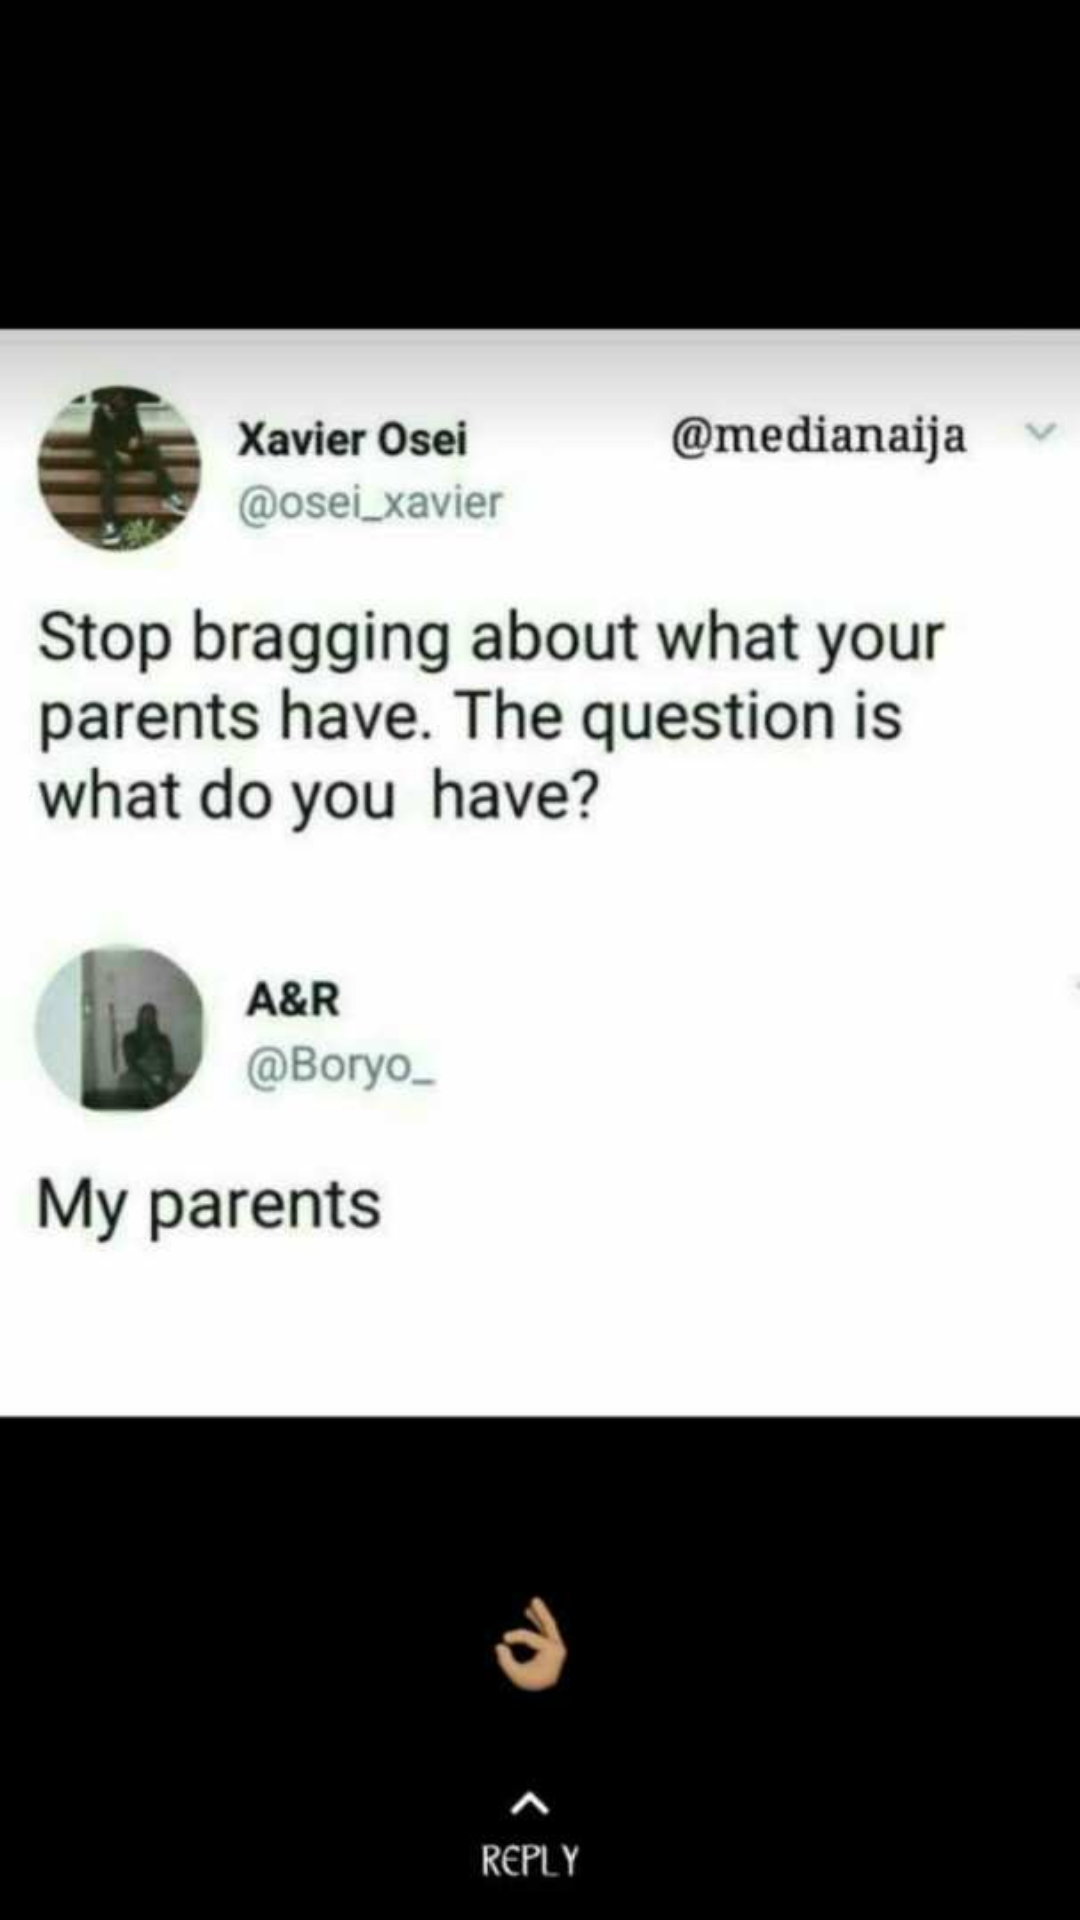 Xavier Osei
@medianaija
@osei_xavier
Stop bragging about what your
parents have. The question is
what do you have?
A&R
@Boryo_
My parents
👌🏽
REPLY